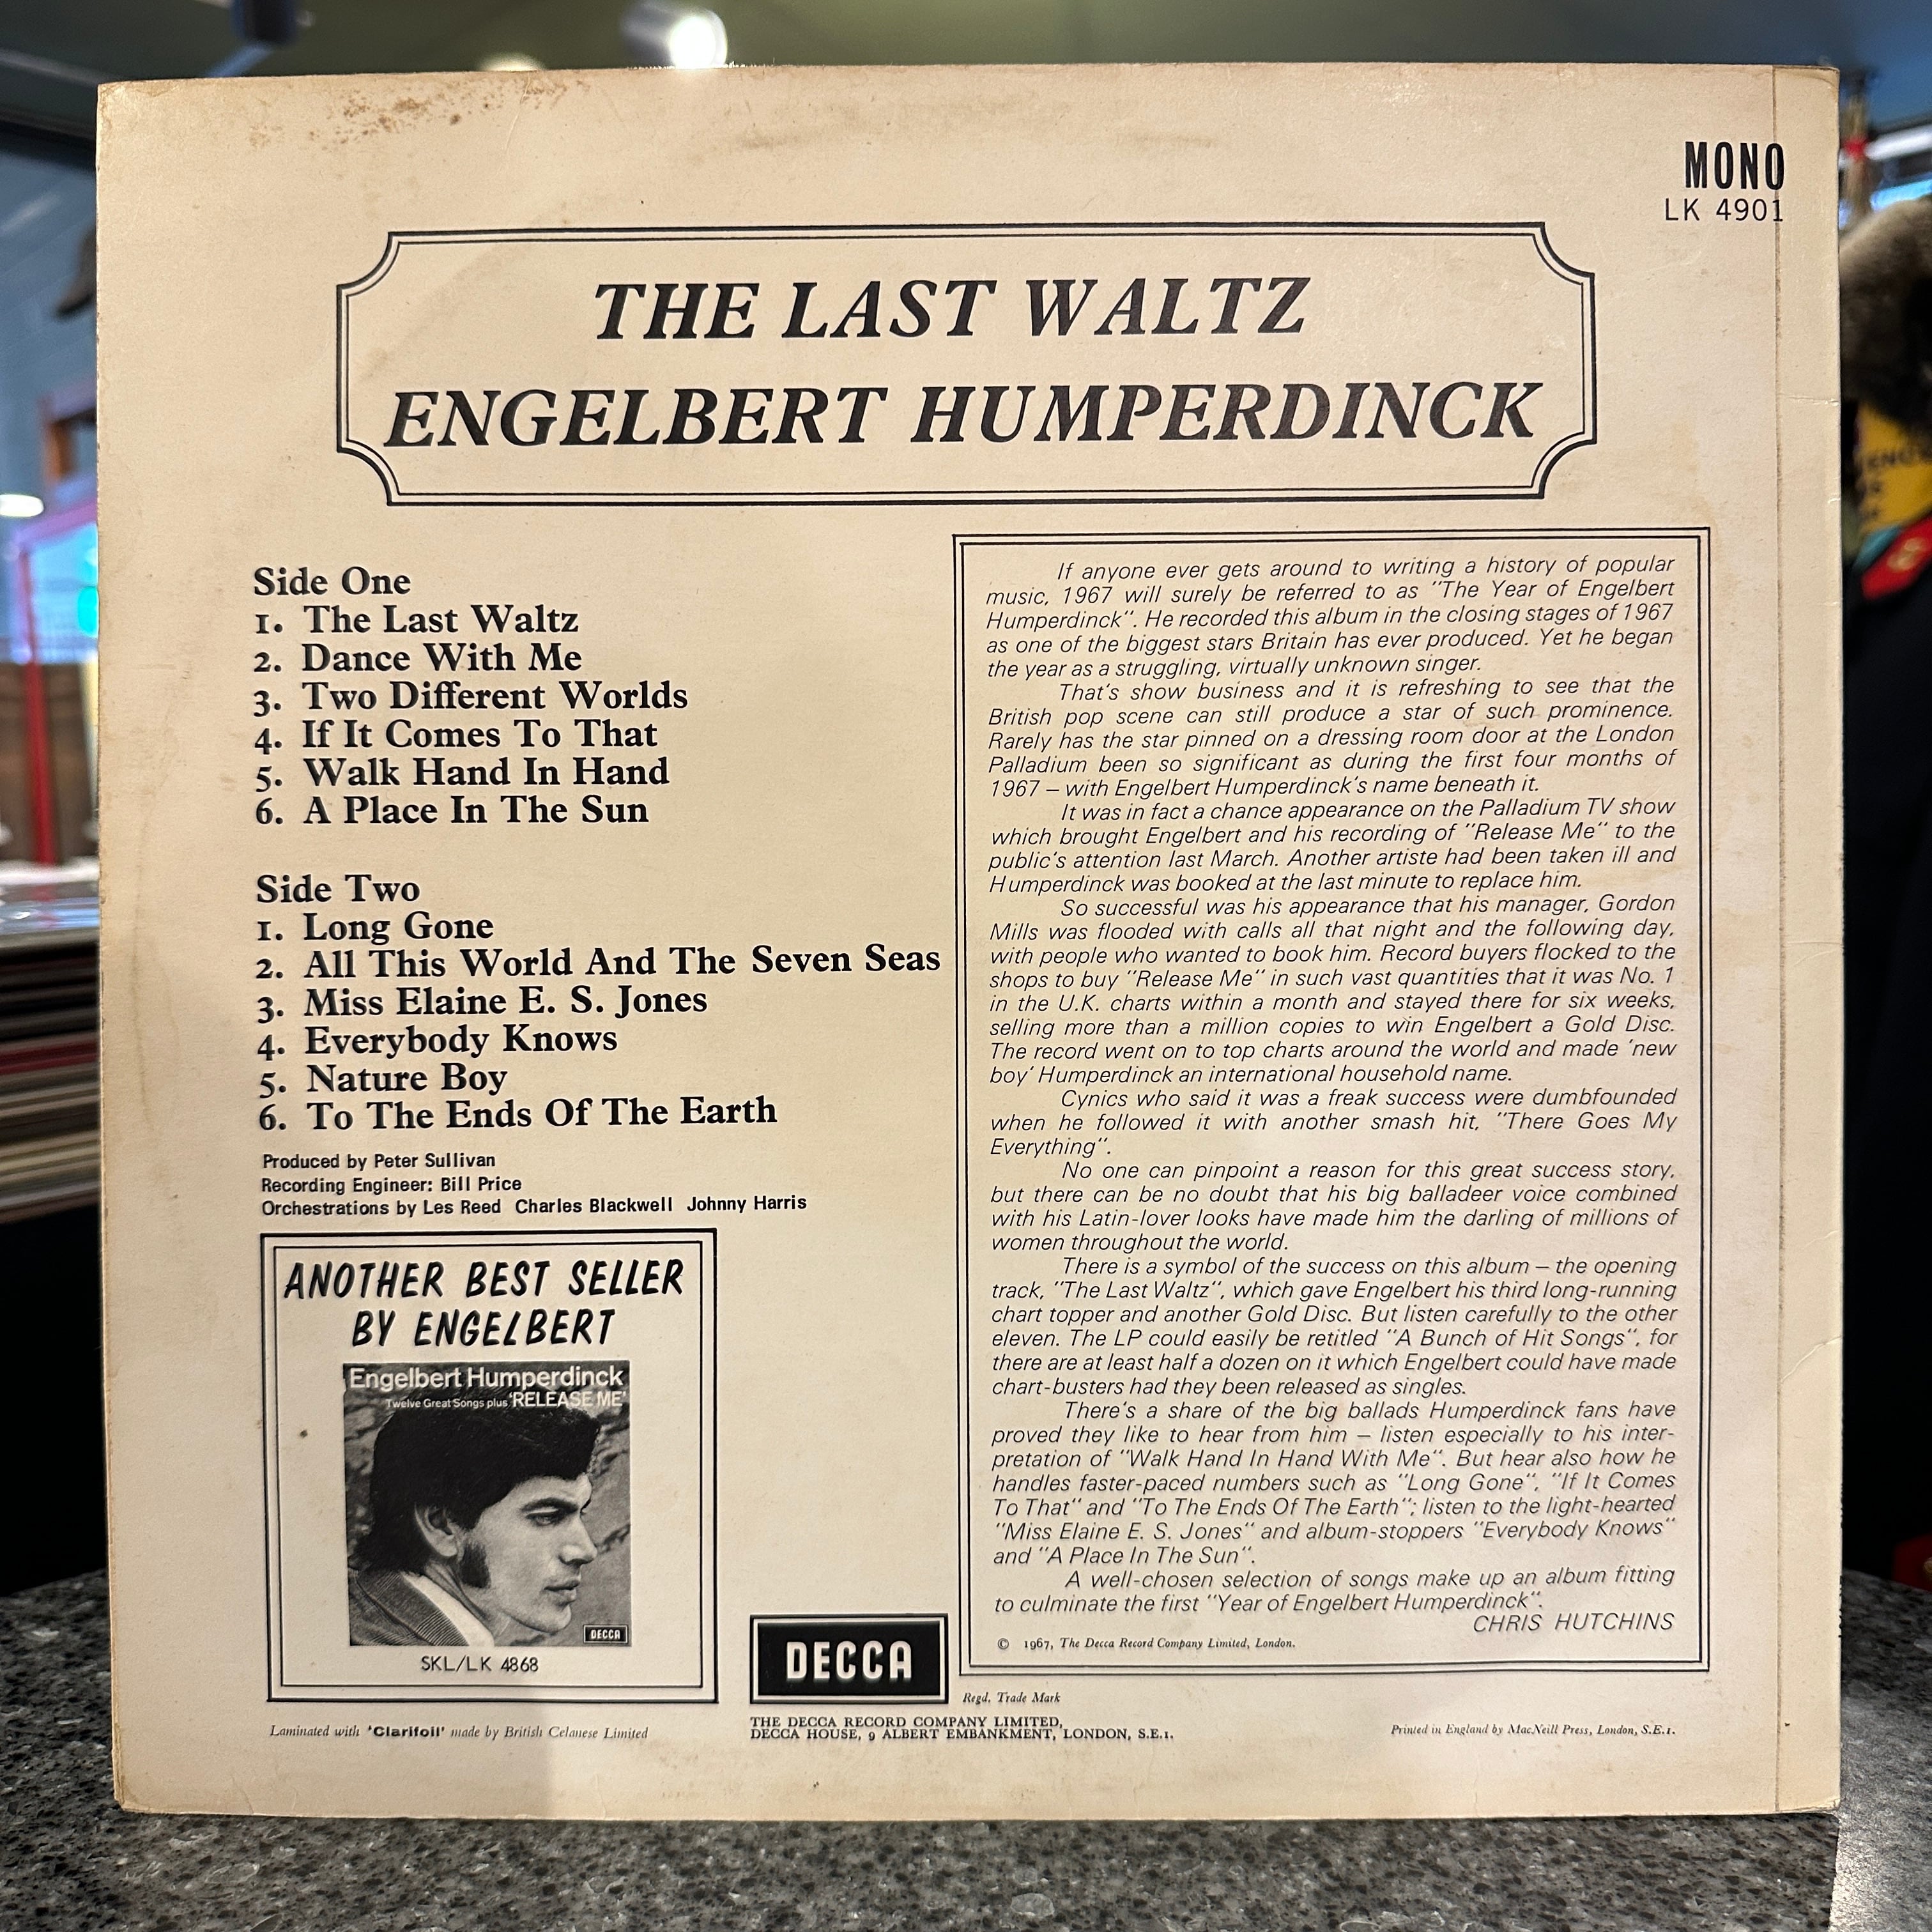 MONO
LK 4901
THE LAST WALTZ
ENGELBERT HUMPERDINCK
Side One
1. The Last Waltz
2. Dance With Me
3. Two Different Worlds
4. If It Comes To That
5. Walk Hand In Hand
6. A Place In The Sun
Side Two
1. Long Gone
2. All This World And The Seven Seas
3. Miss Elaine E. S. Jones
4. Everybody Knows
5. Nature Boy
6. To The Ends Of The Earth
Produced by Peter Sullivan
Recording Engineer: Bill Price
Orchestrations by Les Reed Charles Blackwell Johnny Harris
ANOTHER BEST SELLER
BY ENGELBERT
Engelbert Humperdinck
Twelve Great Songs plus 'RELEASE ME'
DECCA
SKL/LK 4868
Laminated with 'Clarifoil' made by British Celanese Limited
If anyone ever gets around to writing a history of popular
music, 1967 will surely be referred to as "The Year of Engelbert
Humperdinck". He recorded this album in the closing stages of 1967
as one of the biggest stars Britain has ever produced. Yet he began
the year as a struggling, virtually unknown singer.
That's show business and it is refreshing to see that the
British pop scene can still produce a star of such prominence.
Rarely has the star pinned on a dressing room door at the London
Palladium been so significant as during the first four months of
1967 – with Engelbert Humperdinck's name beneath it.
It was in fact a chance appearance on the Palladium TV show
which brought Engelbert and his recording of "Release Me" to the
public's attention last March. Another artiste had been taken ill and
Humperdinck was booked at the last minute to replace him.
So successful was his appearance that his manager, Gordon
Mills was flooded with calls all that night and the following day,
with people who wanted to book him. Record buyers flocked to the
shops to buy "Release Me" in such vast quantities that it was No. 1
in the U.K. charts within a month and stayed there for six weeks,
selling more than a million copies to win Engelbert a Gold Disc.
The record went on to top charts around the world and made 'new
boy' Humperdinck an international household name.
Cynics who said it was a freak success were dumbfounded
when he followed it with another smash hit, "There Goes My
Everything".
No one can pinpoint a reason for this great success story,
but there can be no doubt that his big balladeer voice combined
with his Latin-lover looks have made him the darling of millions of
women throughout the world.
There is a symbol of the success on this album – the opening
track, "The Last Waltz", which gave Engelbert his third long-running
chart topper and another Gold Disc. But listen carefully to the other
eleven. The LP could easily be retitled "A Bunch of Hit Songs", for
there are at least half a dozen on it which Engelbert could have made
chart-busters had they been released as singles.
There's a share of the big ballads Humperdinck fans have
proved they like to hear from him – listen especially to his inter-
pretation of "Walk Hand In Hand With Me". But hear also how he
handles faster-paced numbers such as "Long Gone", "If It Comes
To That" and "To The Ends Of The Earth"; listen to the light-hearted
"Miss Elaine E. S. Jones" and album-stoppers "Everybody Knows"
and "A Place In The Sun".
A well-chosen selection of songs make up an album fitting
to culminate the first "Year of Engelbert Humperdinck".
CHRIS HUTCHINS
© 1967, The Decca Record Company Limited, London.
DECCA
Regd. Trade Mark
THE DECCA RECORD COMPANY LIMITED,
DECCA HOUSE, 9 ALBERT EMBANKMENT, LONDON, S.E.1.
Printed in England by MacNeill Press, London, S.E.1.